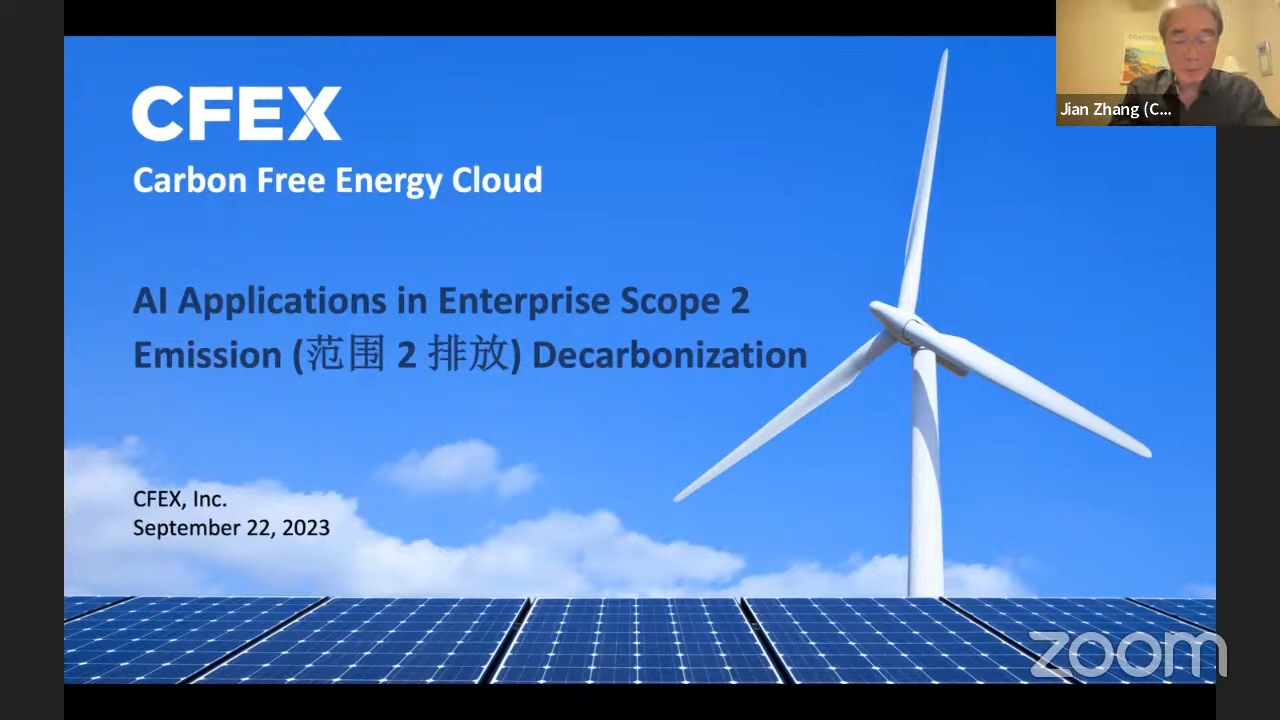 CFEX
Carbon Free Energy Cloud
Jian Zhang (C...
AI Applications in Enterprise Scope 2
Emission (范围 2 排放) Decarbonization
CFEX, Inc.
September 22, 2023
zoom